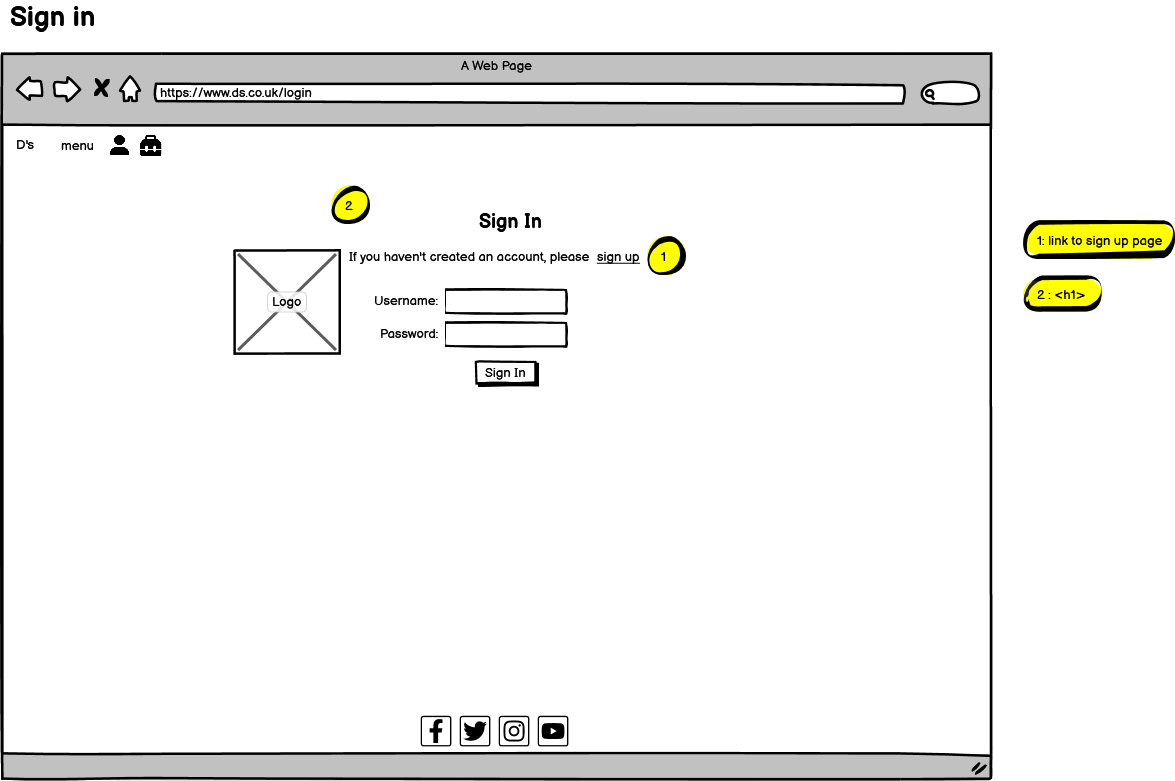 Sign in
A Web Page
https://www.ds.co.uk/login
D's menu
2
Sign In
If you haven't created an account, please sign up 1
Logo
Username:
Password:
Sign In
1: link to sign up page
2 : <h1>